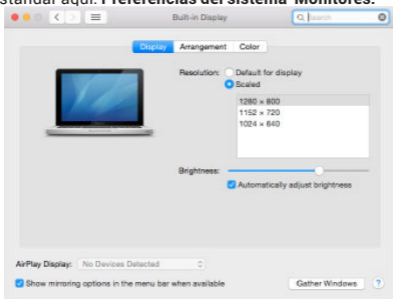 estándar aquí: Preferencias del sistema Monitores.
Built-in Display
Search
Display Arrangement Color
Resolution: Default for display
Scaled
1280 × 800
1152 × 720
1024 × 640
Brightness:
Automatically adjust brightness
AirPlay Display: No Devices Detected
Show mirroring options in the menu bar when available
Gather Windows ?